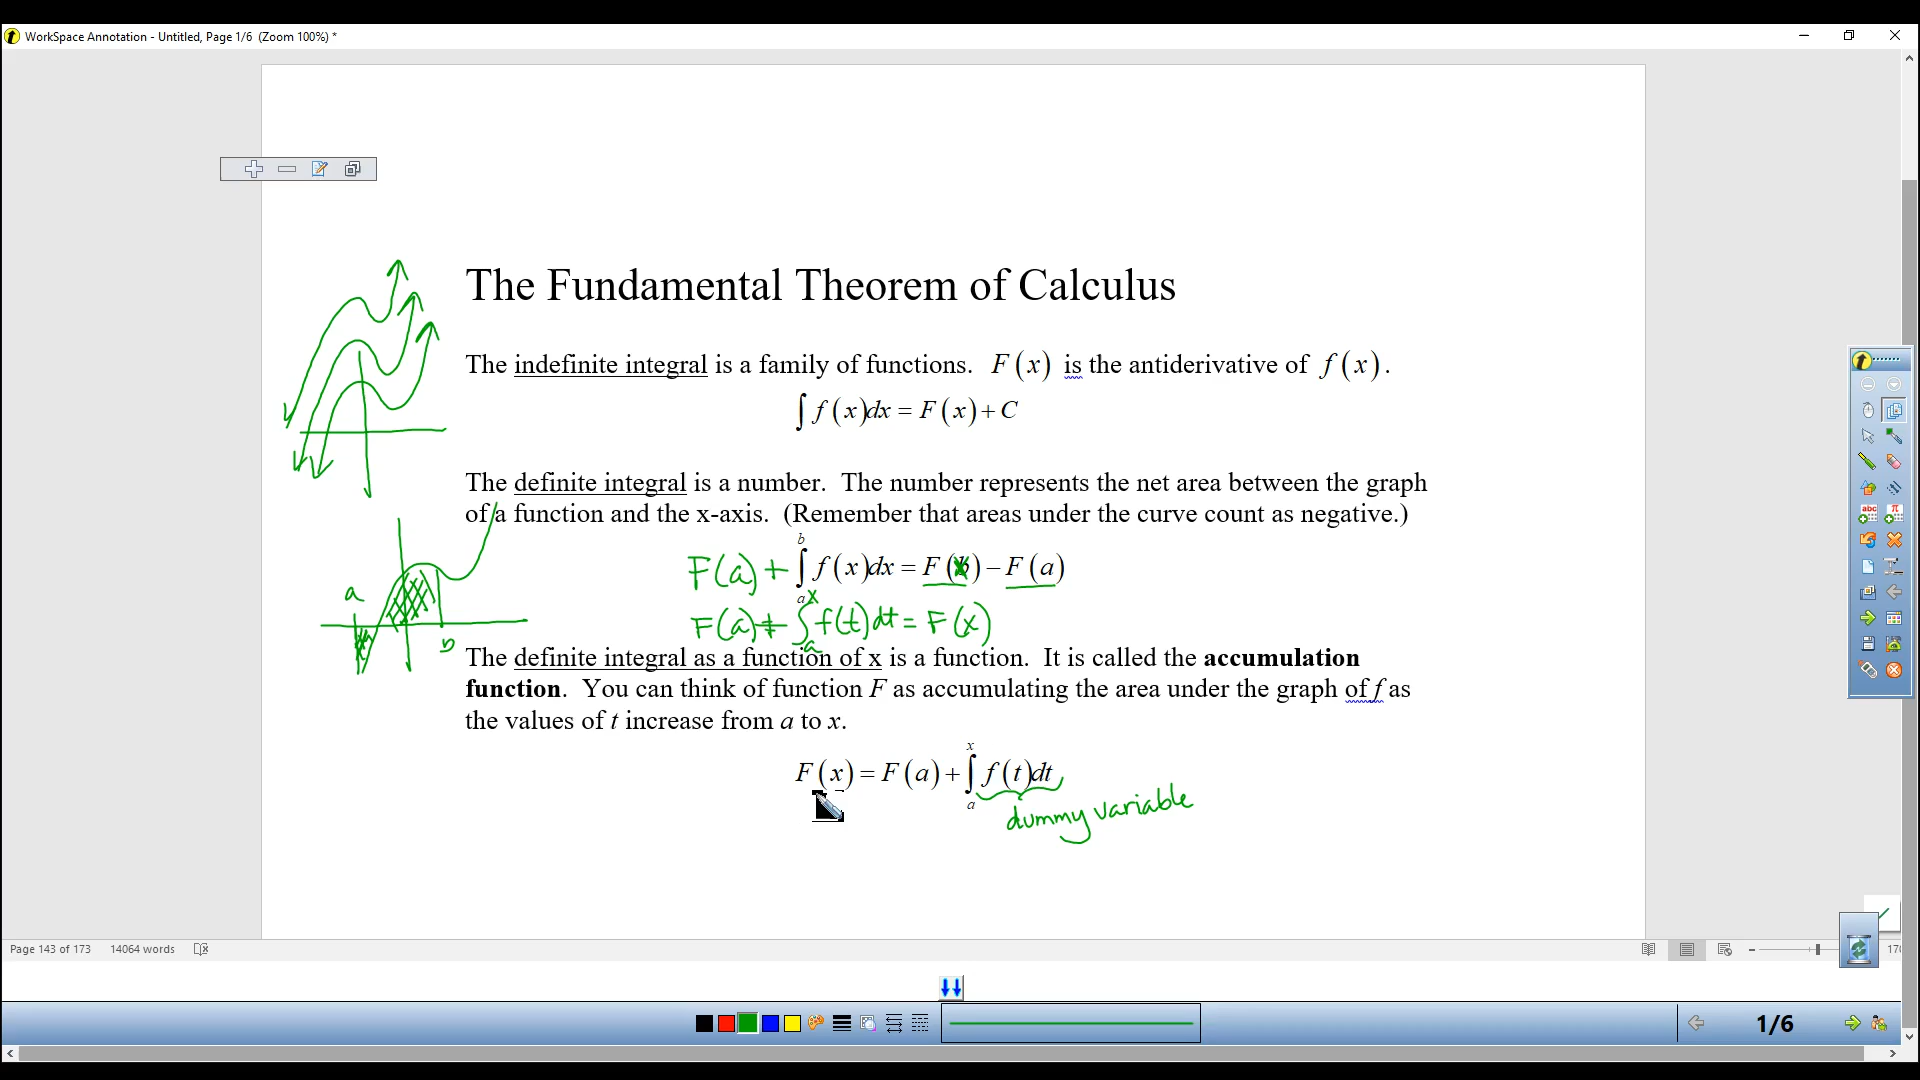 WorkSpace Annotation - Untitled, Page 1/6 (Zoom 100%) *
The Fundamental Theorem of Calculus
The indefinite integral is a family of functions. F(x) is the antiderivative of f(x).
∫ f(x)dx = F(x) + C
The definite integral is a number. The number represents the net area between the graph
of a function and the x-axis. (Remember that areas under the curve count as negative.)
F(a) + ∫_a^b f(x)dx = F(x) − F(a)
a
b
F(a) + ∫_a^x f(t)dt = F(x)
The definite integral as a function of x is a function. It is called the accumulation
function. You can think of function F as accumulating the area under the graph of f as
the values of t increase from a to x.
F(x) = F(a) + ∫_a^x f(t)dt
dummy variable
abc
π
Page 143 of 173 14064 words
1/6